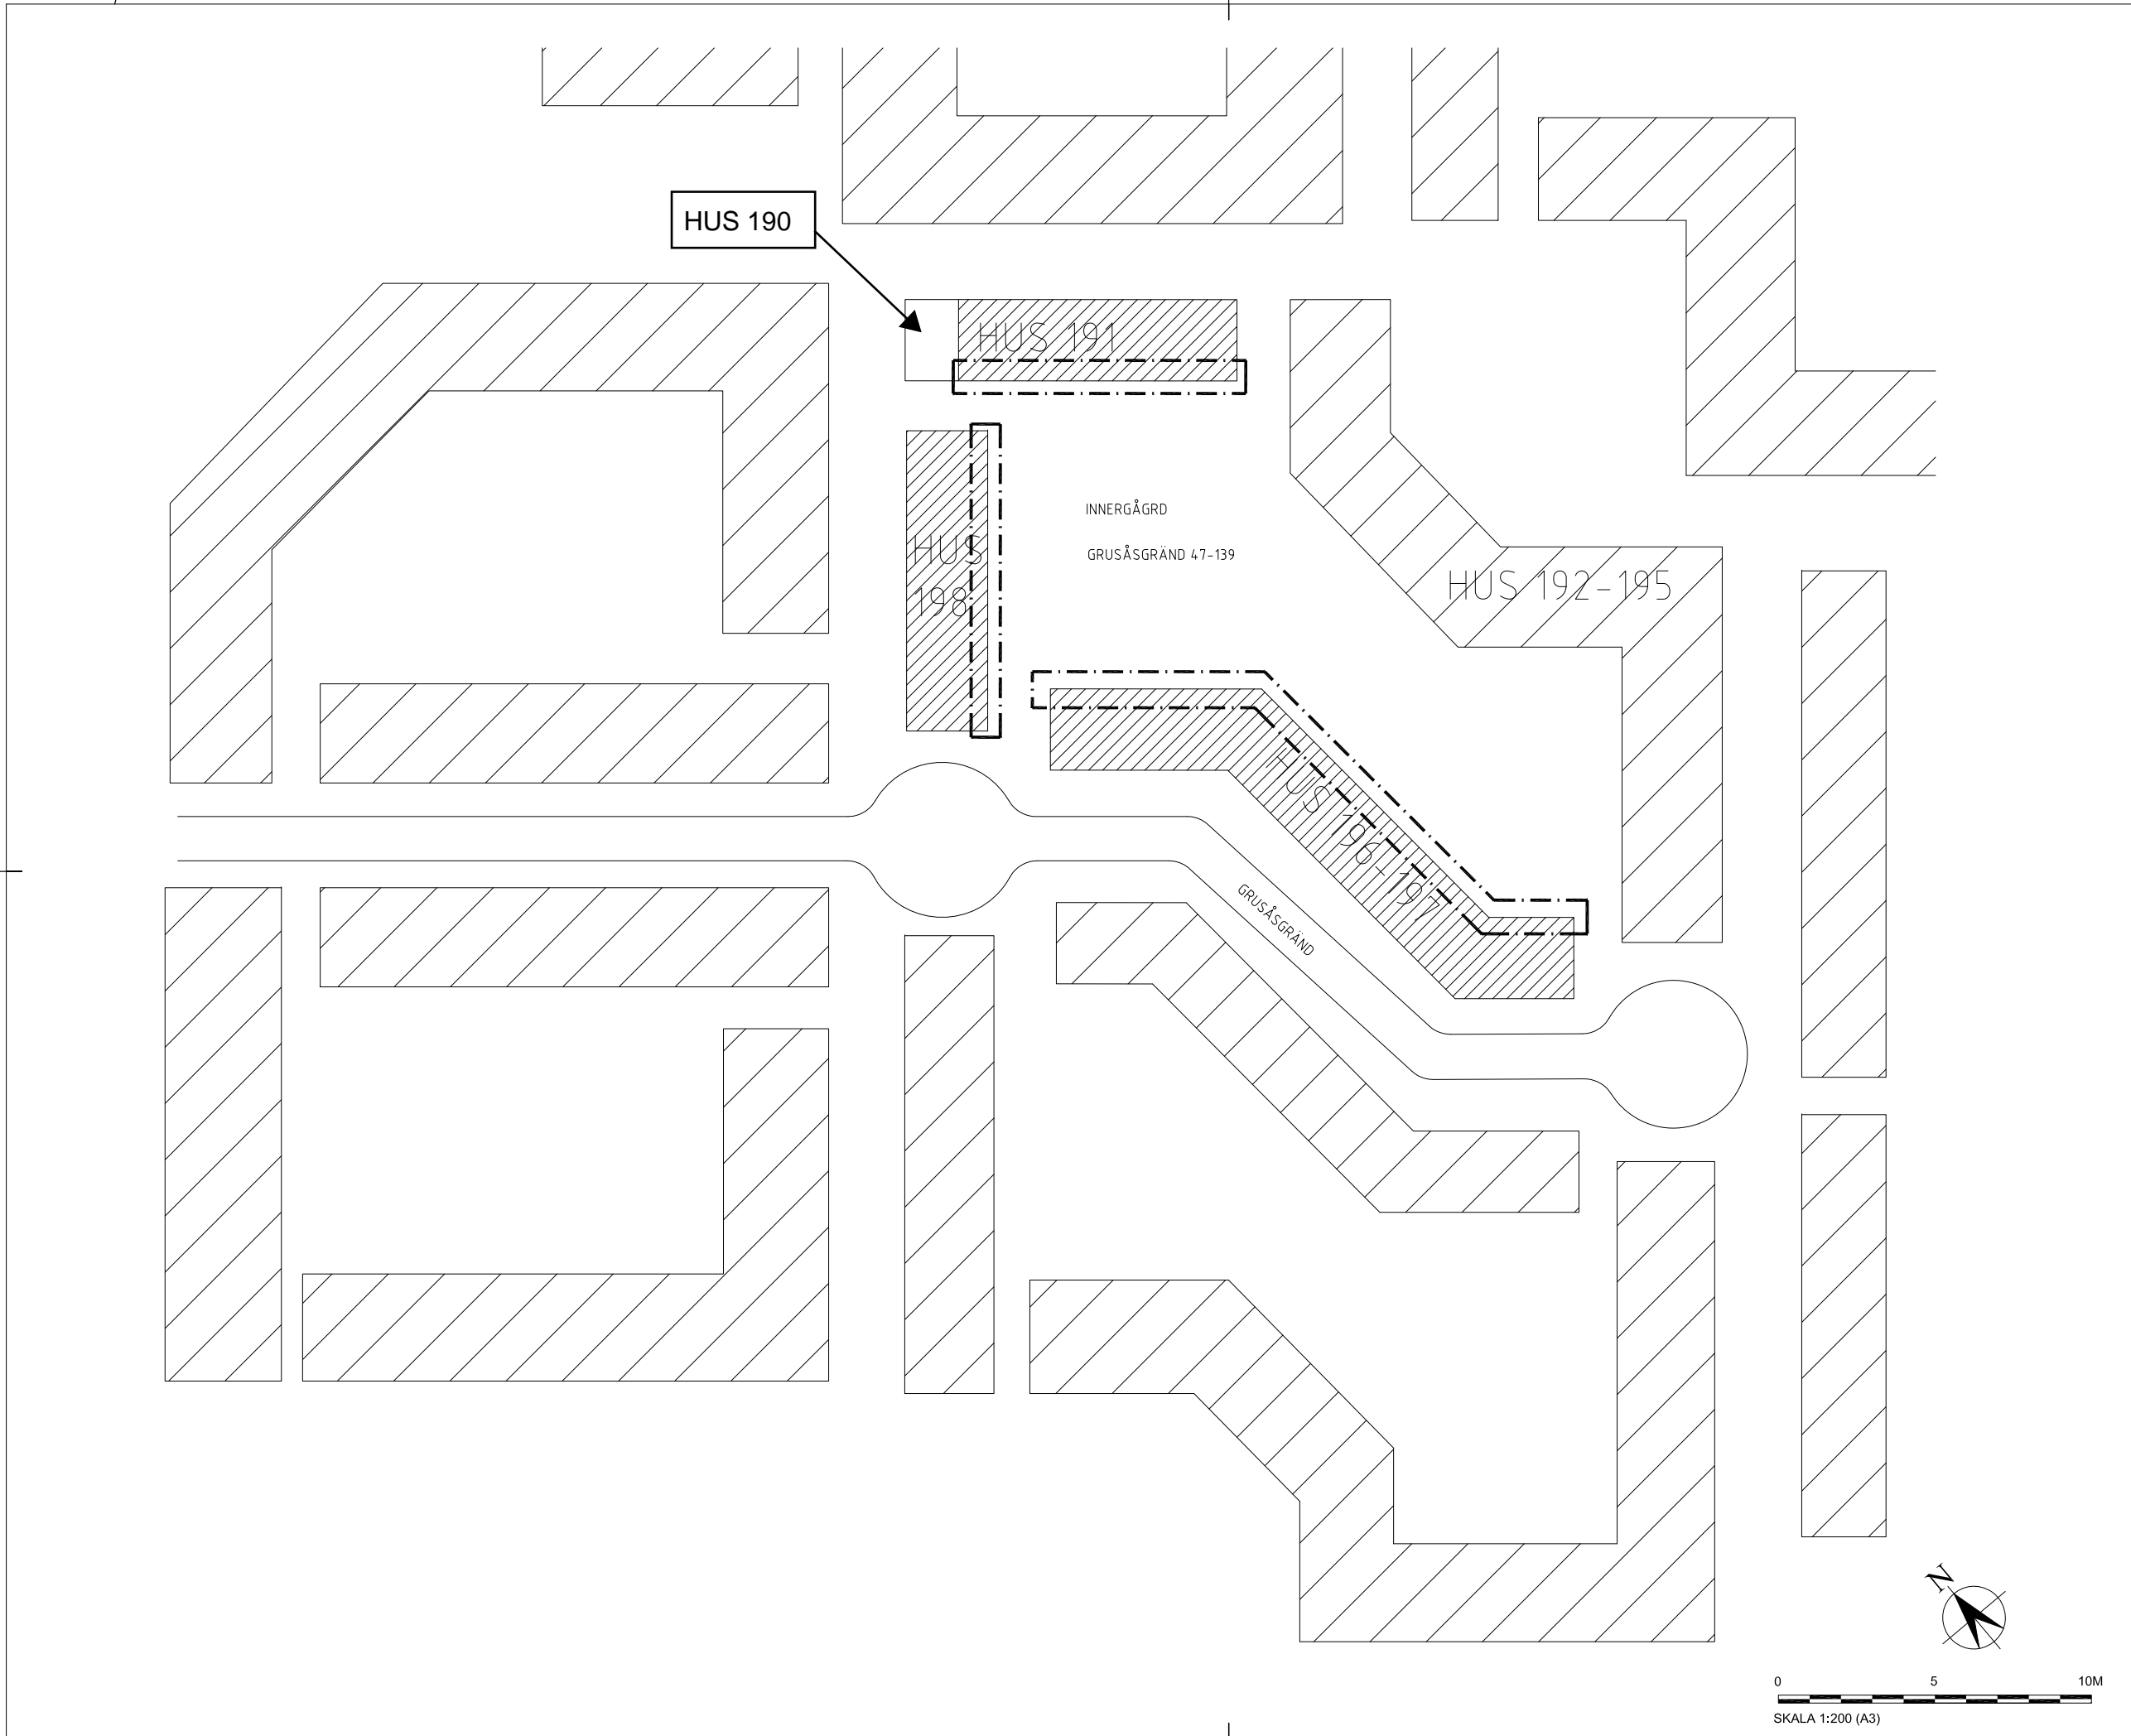 HUS 190
HUS 191
INNERGÅGRD
GRUSÅSGRÄND 47-139
HUS
198
HUS 192-195
HUS 196-197
GRUSÅSGRÄND
N
0 5 10M
SKALA 1:200 (A3)